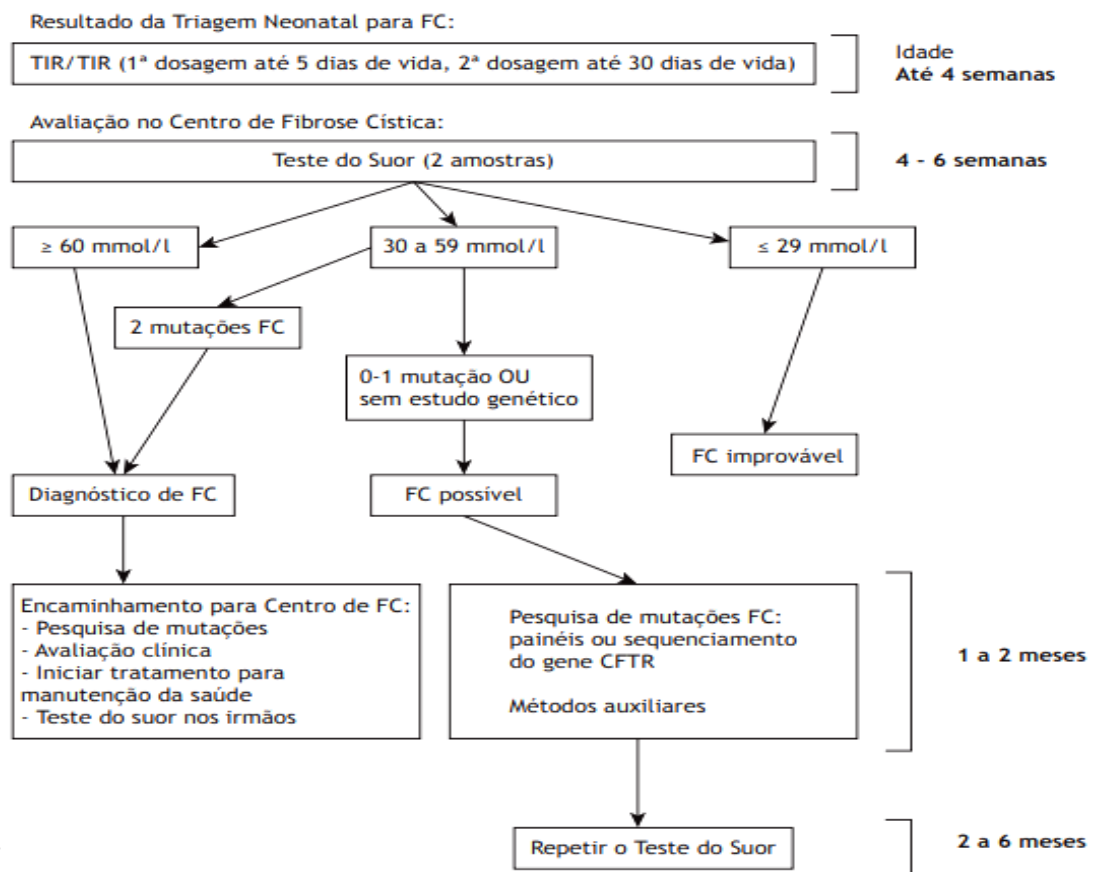 Resultado da Triagem Neonatal para FC:
TIR/TIR (1ª dosagem até 5 dias de vida, 2ª dosagem até 30 dias de vida)
Idade
Até 4 semanas
Avaliação no Centro de Fibrose Cística:
Teste do Suor (2 amostras)
4 - 6 semanas
≥ 60 mmol/l
30 a 59 mmol/l
≤ 29 mmol/l
2 mutações FC
0-1 mutação OU
sem estudo genético
FC improvável
Diagnóstico de FC
FC possível
Encaminhamento para Centro de FC:
- Pesquisa de mutações
- Avaliação clínica
- Iniciar tratamento para
manutenção da saúde
- Teste do suor nos irmãos
Pesquisa de mutações FC:
painéis ou sequenciamento
do gene CFTR
Métodos auxiliares
1 a 2 meses
Repetir o Teste do Suor
2 a 6 meses